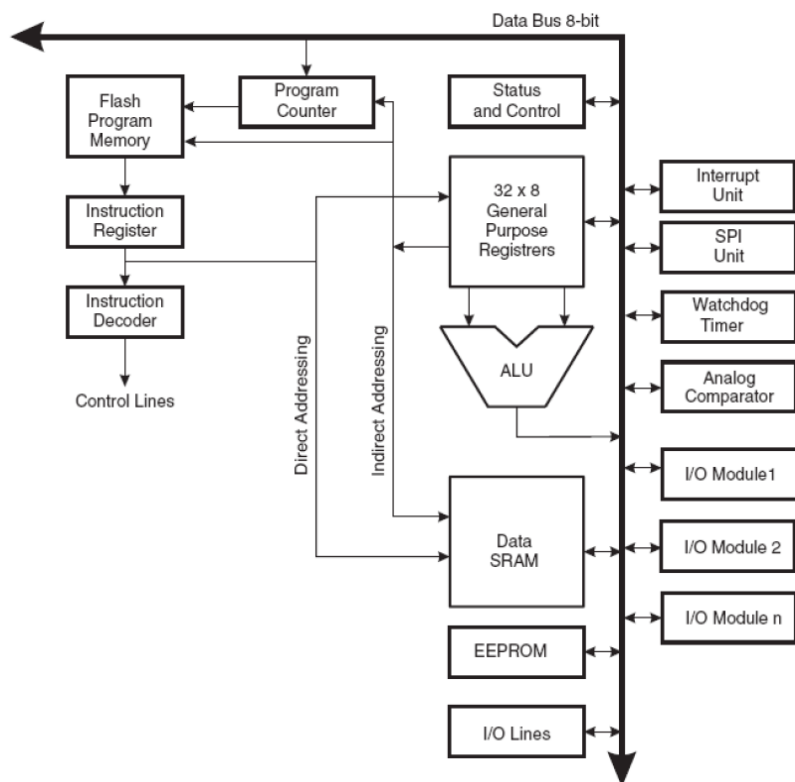 Data Bus 8-bit
Flash
Program
Memory
Program
Counter
Status
and Control
32 x 8
General
Purpose
Registrers
Interrupt
Unit
Instruction
Register
SPI
Unit
Instruction
Decoder
Watchdog
Timer
ALU
Analog
Comparator
Control Lines
Direct Addressing
Indirect Addressing
I/O Module1
Data
SRAM
I/O Module 2
I/O Module n
EEPROM
I/O Lines